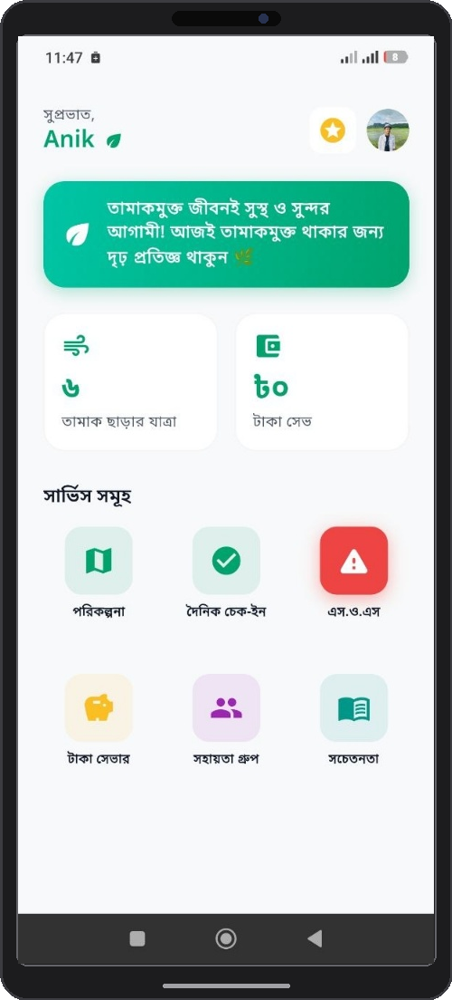 11:47
8
সুপ্রভাত,
Anik
তামাকমুক্ত জীবনই সুস্থ ও সুন্দর
আগামী! আজই তামাকমুক্ত থাকার জন্য
দৃঢ় প্রতিজ্ঞ থাকুন 🌿
৬
তামাক ছাড়ার যাত্রা
৳০
টাকা সেভ
সার্ভিস সমূহ
পরিকল্পনা
দৈনিক চেক-ইন
এস.ও.এস
টাকা সেভার
সহায়তা গ্রুপ
সচেতনতা